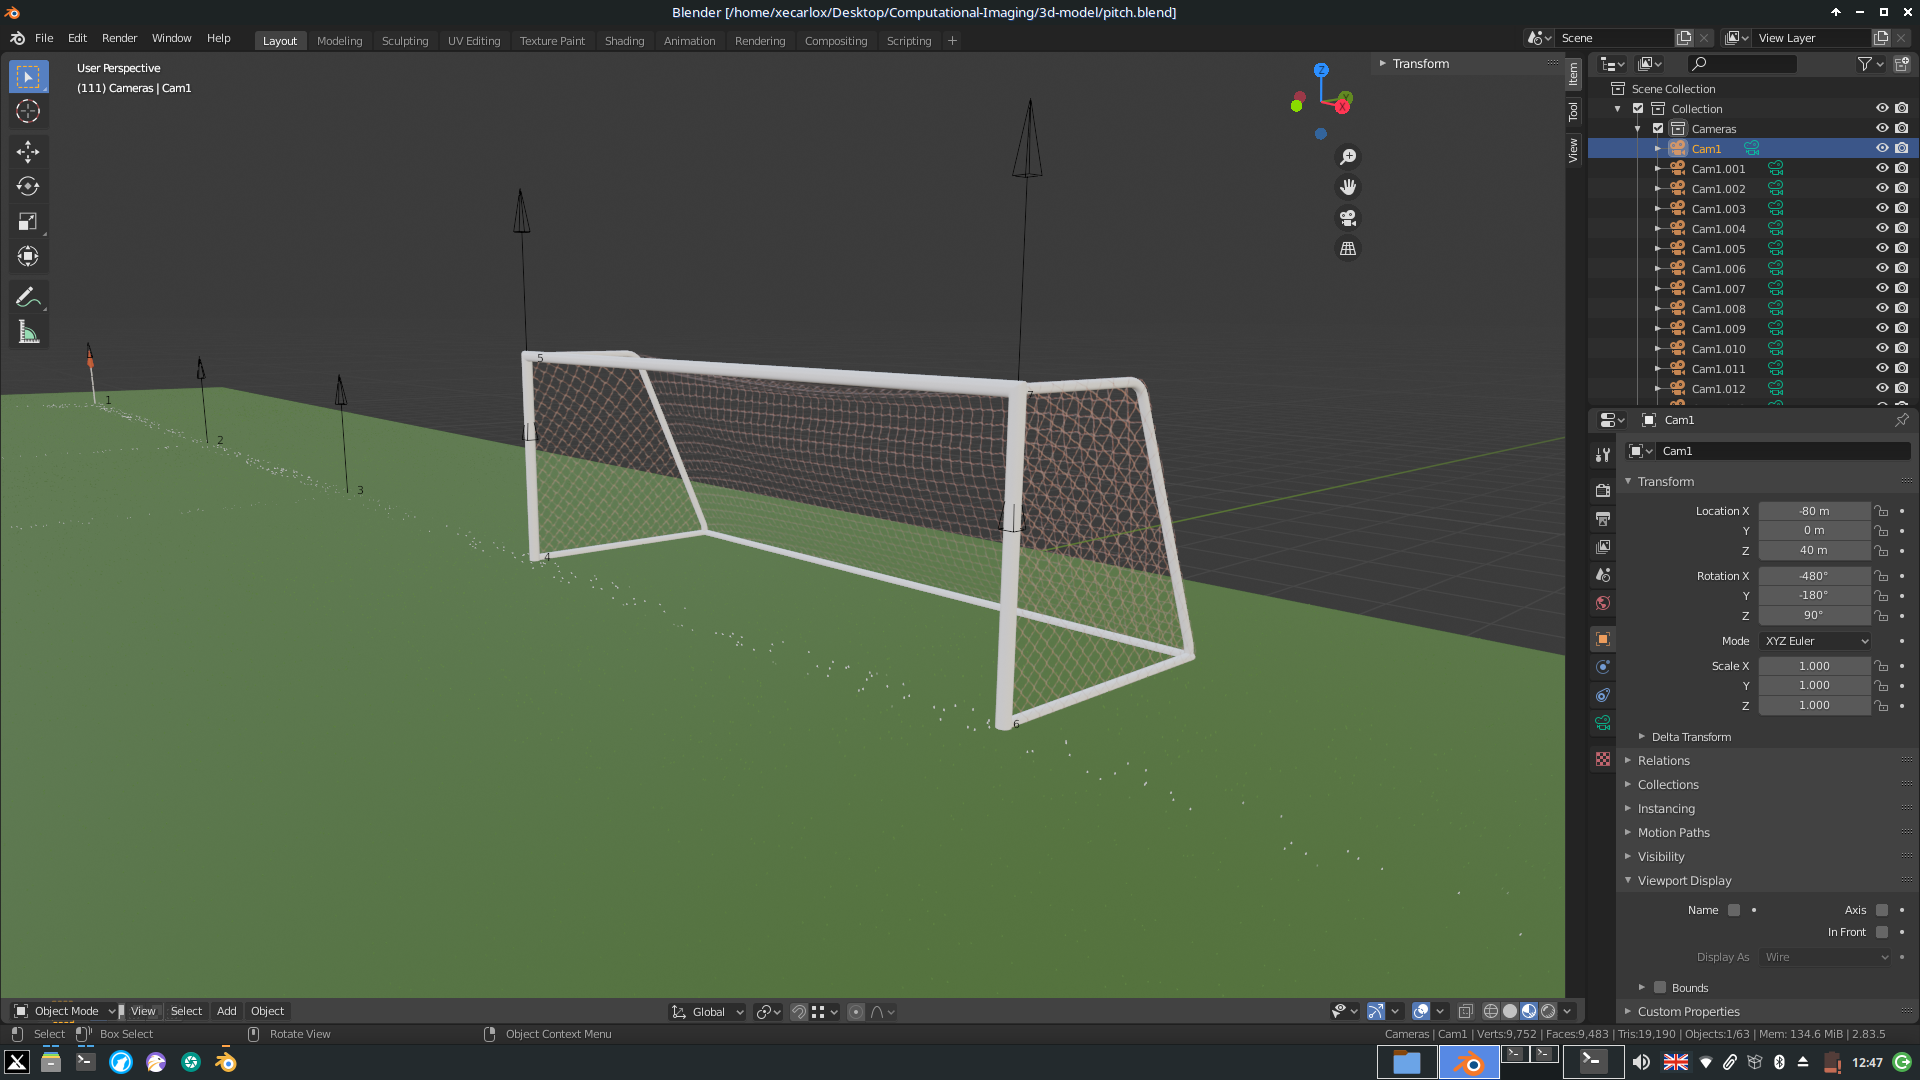 Blender [/home/xecarlox/Desktop/Computational-Imaging/3d-model/pitch.blend]
File Edit Render Window Help Layout Modeling Sculpting UV Editing Texture Paint Shading Animation Rendering Compositing Scripting + Scene View Layer
User Perspective
(111) Cameras | Cam1
Transform
Item
Tool
View
Z
Y
X
1
2
3
4
5
6
7
Scene Collection
Collection
Cameras
Cam1
Cam1.001
Cam1.002
Cam1.003
Cam1.004
Cam1.005
Cam1.006
Cam1.007
Cam1.008
Cam1.009
Cam1.010
Cam1.011
Cam1.012
Cam1
Cam1
Transform
Location X -80 m
Y 0 m
Z 40 m
Rotation X -480°
Y -180°
Z 90°
Mode XYZ Euler
Scale X 1.000
Y 1.000
Z 1.000
Delta Transform
Relations
Collections
Instancing
Motion Paths
Visibility
Viewport Display
Name Axis
In Front
Display As Wire
Bounds
Custom Properties
Object Mode View Select Add Object Global
Select Box Select Rotate View Object Context Menu Cameras | Cam1 | Verts:9,752 | Faces:9,483 | Tris:19,190 | Objects:1/63 | Mem: 134.6 MiB | 2.83.5
12:47